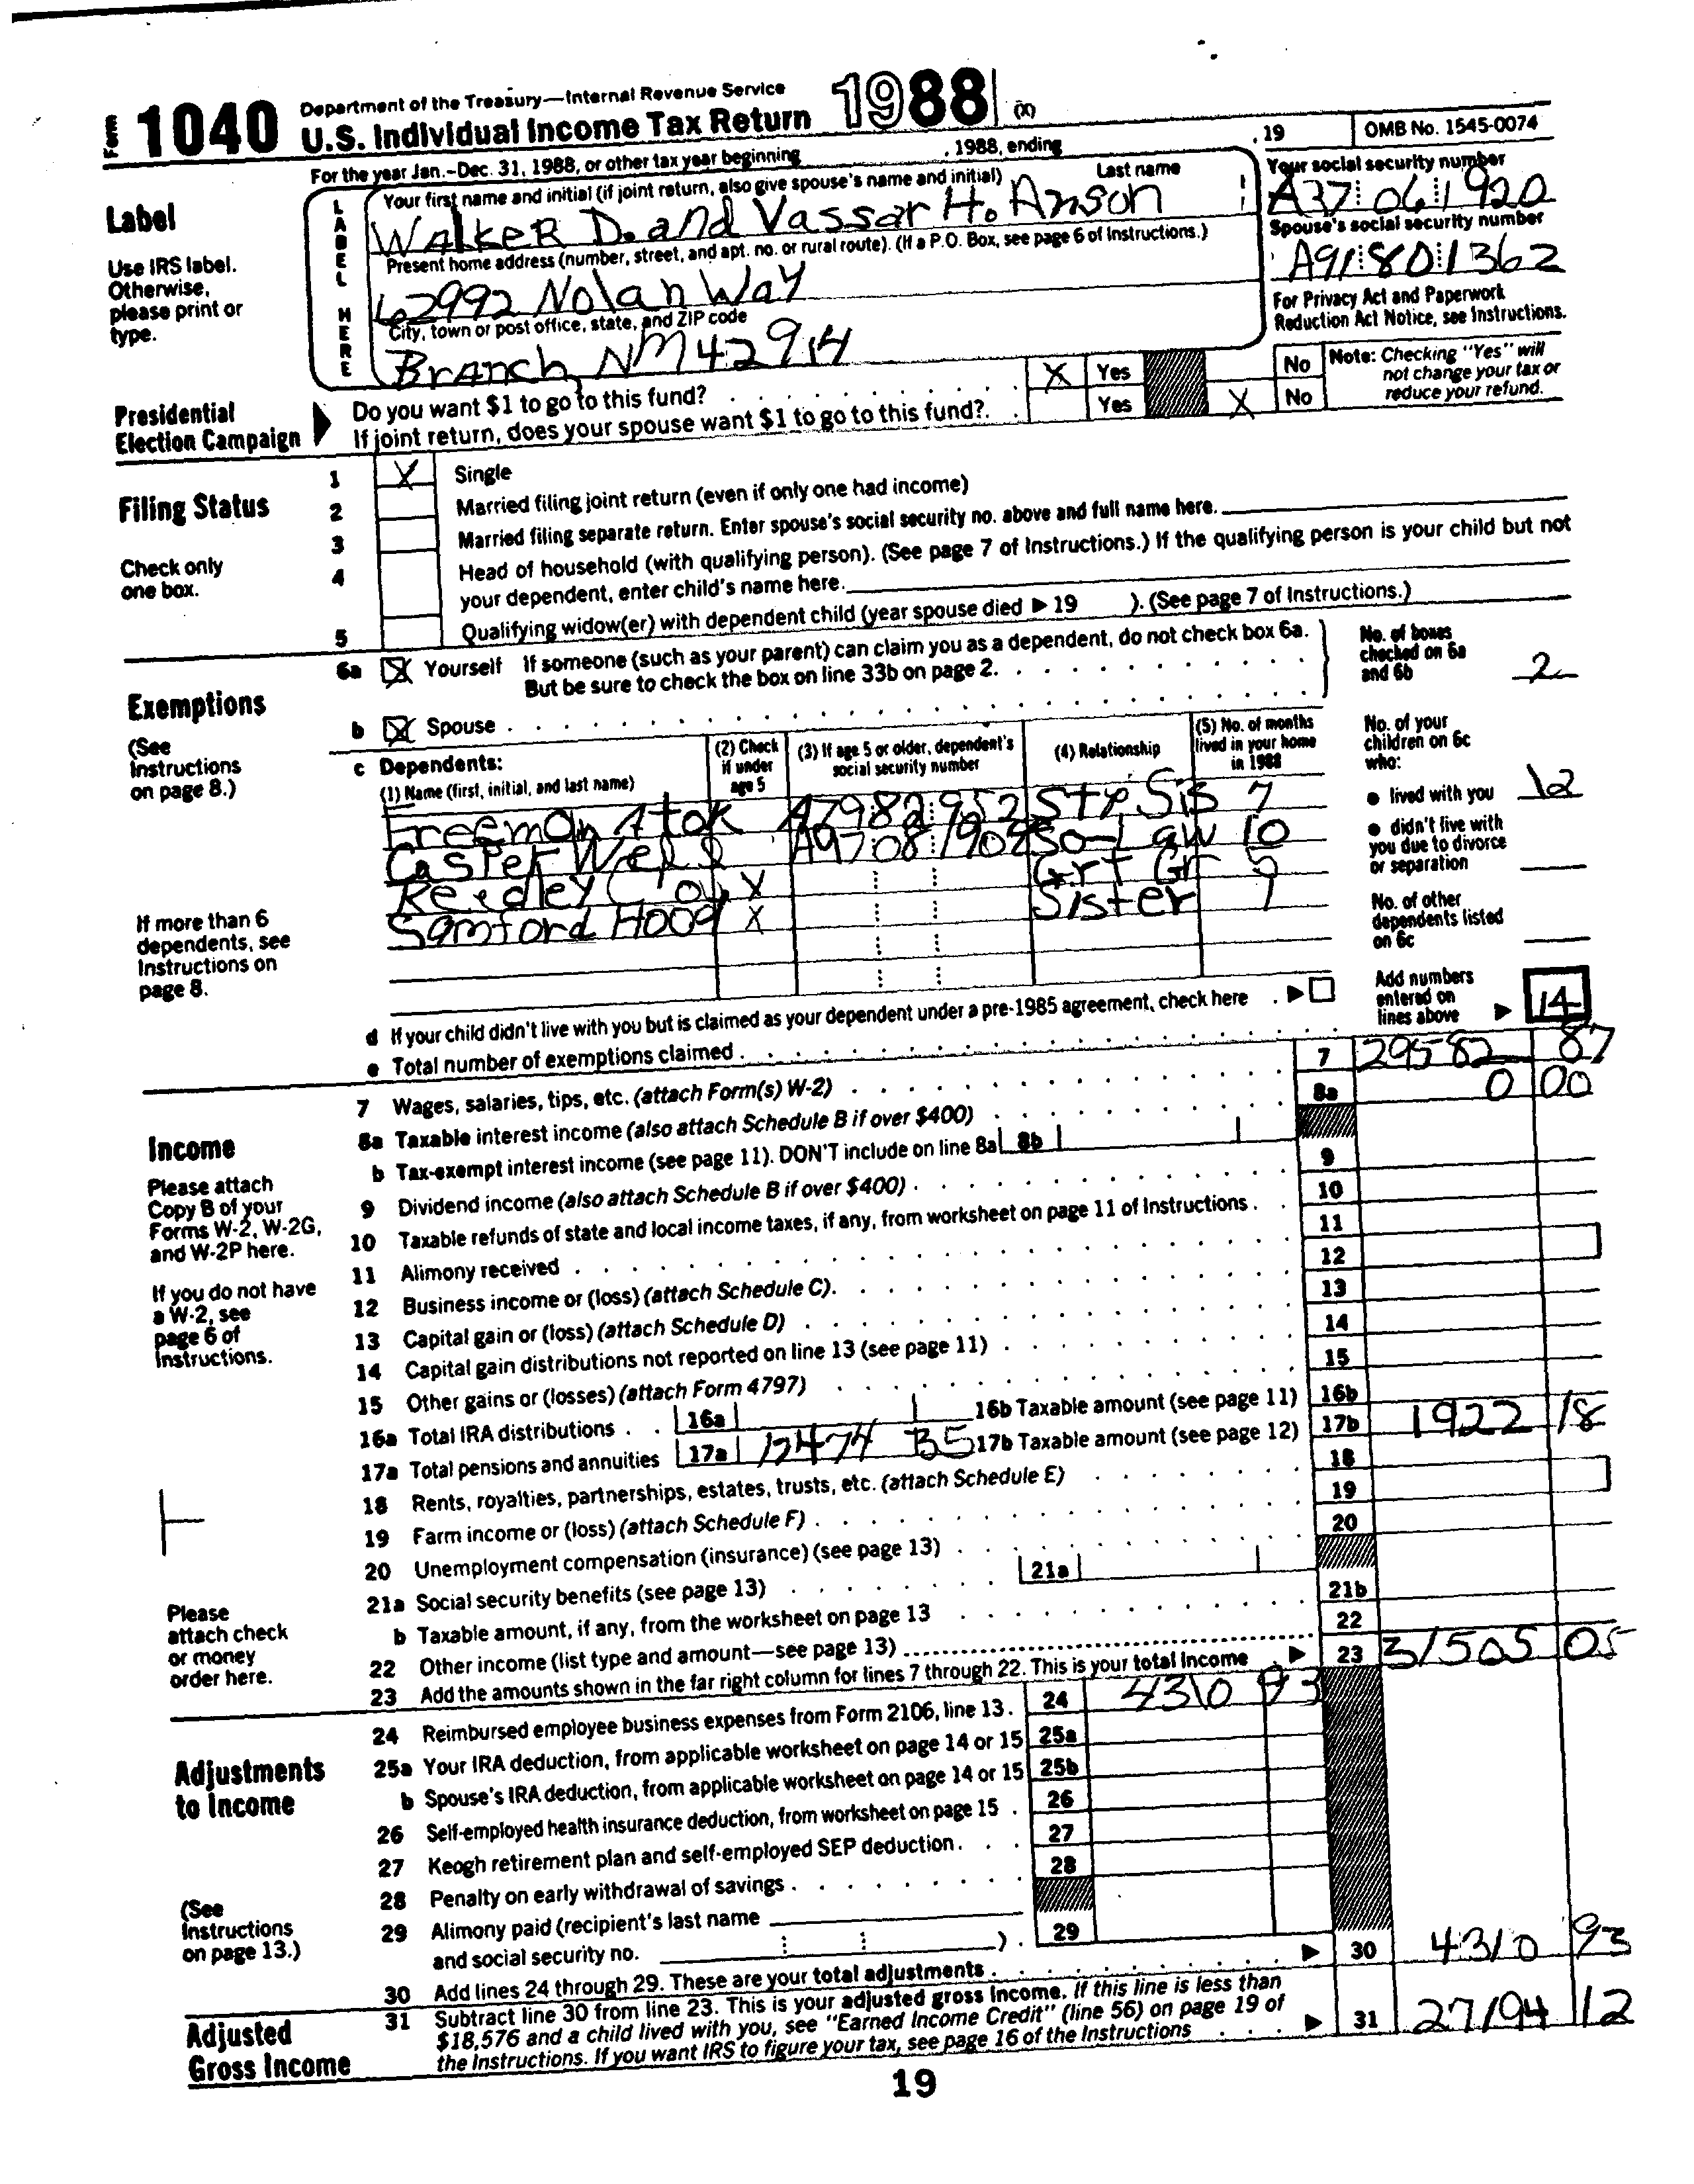 Form 1040 Department of the Treasury—Internal Revenue Service
U.S. Individual Income Tax Return 1988 (X)
For the year Jan.–Dec. 31, 1988, or other tax year beginning , 1988, ending , 19 OMB No. 1545-0074
Label
Use IRS label. Otherwise, please print or type.
LABEL HERE
Your first name and initial (if joint return, also give spouse's name and initial) Last name
Walker D. and Vassar H. Anson
Your social security number
A37 06 1920
Present home address (number, street, and apt. no. or rural route). (If a P.O. Box, see page 6 of Instructions.)
62992 Nolan Way
Spouse's social security number
A91 80 1362
City, town or post office, state, and ZIP code
Branch, NM 42914
For Privacy Act and Paperwork Reduction Act Notice, see Instructions.
Presidential Election Campaign
Do you want $1 to go to this fund? X Yes No
If joint return, does your spouse want $1 to go to this fund? Yes X No
Note: Checking "Yes" will not change your tax or reduce your refund.
Filing Status
Check only one box.
1 X Single
2 Married filing joint return (even if only one had income)
3 Married filing separate return. Enter spouse's social security no. above and full name here.
4 Head of household (with qualifying person). (See page 7 of Instructions.) If the qualifying person is your child but not
your dependent, enter child's name here.
5 Qualifying widow(er) with dependent child (year spouse died ▶ 19 ). (See page 7 of Instructions.)
Exemptions
(See Instructions on page 8.)
6a X Yourself If someone (such as your parent) can claim you as a dependent, do not check box 6a.
But be sure to check the box on line 33b on page 2.
b X Spouse
No. of boxes checked on 6a and 6b 2
c Dependents:
(1) Name (first, initial, and last name) (2) Check if under age 5 (3) If age 5 or older, dependent's social security number (4) Relationship (5) No. of months lived in your home in 1988
Freeman Atok A79 82 952 StpSis 7
Casper A97 08 1902 So-Law 10
Reedley X Grt Gr 5
Samford Hood X Sister 1
If more than 6 dependents, see Instructions on page 8.
No. of your children on 6c who:
• lived with you 12
• didn't live with you due to divorce or separation
No. of other dependents listed on 6c
d If your child didn't live with you but is claimed as your dependent under a pre-1985 agreement, check here ▶
e Total number of exemptions claimed
Add numbers entered on lines above ▶ 14
Income
Please attach Copy B of your Forms W-2, W-2G, and W-2P here.
If you do not have a W-2, see page 6 of Instructions.
Please attach check or money order here.
7 Wages, salaries, tips, etc. (attach Form(s) W-2) 7 29582 87
8a Taxable interest income (also attach Schedule B if over $400) 8a 0 00
b Tax-exempt interest income (see page 11). DON'T include on line 8a 8b
9 Dividend income (also attach Schedule B if over $400) 9
10 Taxable refunds of state and local income taxes, if any, from worksheet on page 11 of Instructions 10
11 Alimony received 11
12 Business income or (loss) (attach Schedule C) 12
13 Capital gain or (loss) (attach Schedule D) 13
14 Capital gain distributions not reported on line 13 (see page 11) 14
15 Other gains or (losses) (attach Form 4797) 15
16a Total IRA distributions 16a 16b Taxable amount (see page 11) 16b
17a Total pensions and annuities 17a 12474 35 17b Taxable amount (see page 12) 17b 1922 18
18 Rents, royalties, partnerships, estates, trusts, etc. (attach Schedule E) 18
19 Farm income or (loss) (attach Schedule F) 19
20 Unemployment compensation (insurance) (see page 13) 20
21a Social security benefits (see page 13) 21a
b Taxable amount, if any, from the worksheet on page 13 21b
22 Other income (list type and amount—see page 13) 22
23 Add the amounts shown in the far right column for lines 7 through 22. This is your total income ▶ 23 31505 05
Adjustments to Income
(See Instructions on page 13.)
24 Reimbursed employee business expenses from Form 2106, line 13. 24 4310 93
25a Your IRA deduction, from applicable worksheet on page 14 or 15 25a
b Spouse's IRA deduction, from applicable worksheet on page 14 or 15 25b
26 Self-employed health insurance deduction, from worksheet on page 15 26
27 Keogh retirement plan and self-employed SEP deduction 27
28 Penalty on early withdrawal of savings 28
29 Alimony paid (recipient's last name
and social security no. ) 29
30 Add lines 24 through 29. These are your total adjustments ▶ 30 4310 93
Adjusted Gross Income
31 Subtract line 30 from line 23. This is your adjusted gross income. If this line is less than
$18,576 and a child lived with you, see "Earned Income Credit" (line 56) on page 19 of
the Instructions. If you want IRS to figure your tax, see page 16 of the Instructions ▶ 31 27194 12
19